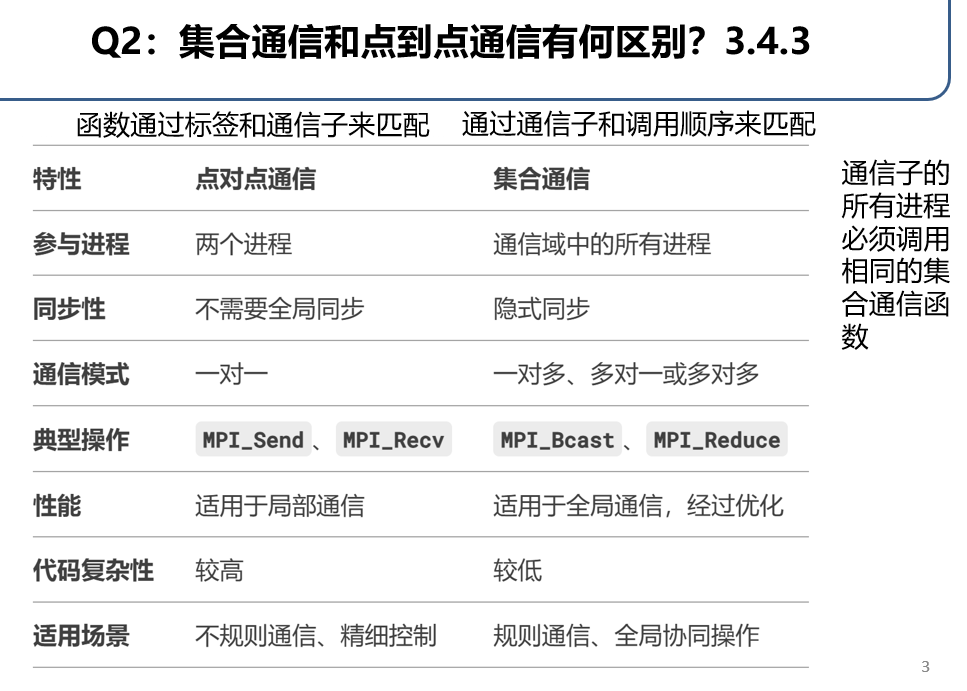 Q2：集合通信和点到点通信有何区别？3.4.3
函数通过标签和通信子来匹配 通过通信子和调用顺序来匹配
特性 点对点通信 集合通信
参与进程 两个进程 通信域中的所有进程
同步性 不需要全局同步 隐式同步
通信模式 一对一 一对多、多对一或多对多
典型操作 MPI_Send、MPI_Recv MPI_Bcast、MPI_Reduce
性能 适用于局部通信 适用于全局通信，经过优化
代码复杂性 较高 较低
适用场景 不规则通信、精细控制 规则通信、全局协同操作
通信子的
所有进程
必须调用
相同的集
合通信函
数
3